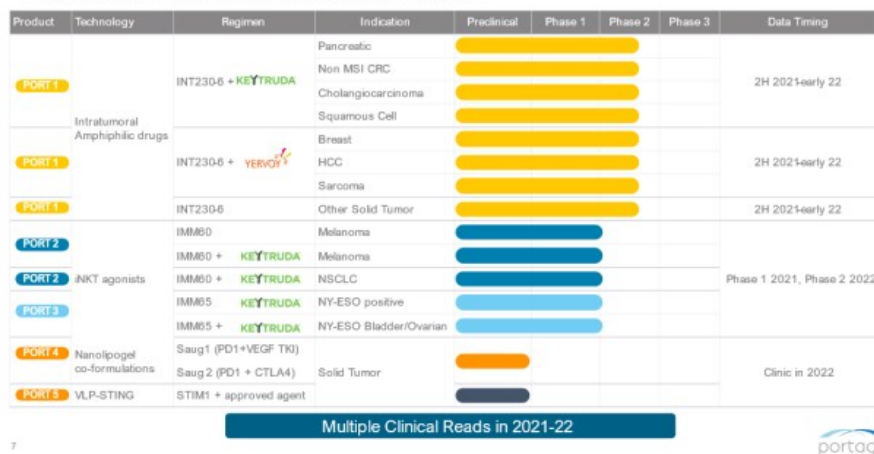 Product Technology Regimen Indication Preclinical Phase 1 Phase 2 Phase 3 Data Timing
PORT 1 Intratumoral Amphiphilic drugs INT230-6 + KEYTRUDA Pancreatic 2H 2021-early 22
Non MSI CRC
Cholangiocarcinoma
Squamous Cell
PORT 1 INT230-6 + YERVOY Breast 2H 2021-early 22
HCC
Sarcoma
PORT 1 INT230-6 Other Solid Tumor 2H 2021-early 22
PORT 2 iNKT agonists IMM60 Melanoma Phase 1 2021, Phase 2 2022
IMM60 + KEYTRUDA Melanoma
PORT 2 IMM60 + KEYTRUDA NSCLC
PORT 3 IMM65 KEYTRUDA NY-ESO positive
IMM65 + KEYTRUDA NY-ESO Bladder/Ovarian
PORT 4 Nanolipogel co-formulations Saug1 (PD1+VEGF TKI) Solid Tumor Clinic in 2022
Saug 2 (PD1 + CTLA4)
PORT 5 VLP-STING STIM1 + approved agent
Multiple Clinical Reads in 2021-22
7